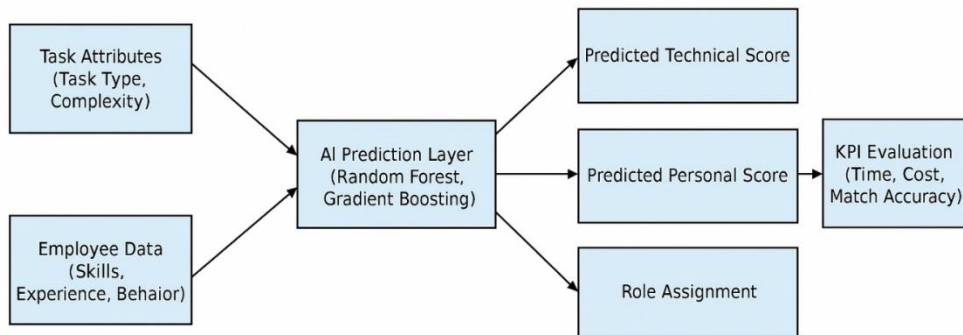 Task Attributes
(Task Type,
Complexity)
Employee Data
(Skills,
Experience, Behaior)
AI Prediction Layer
(Random Forest,
Gradient Boosting)
Predicted Technical Score
Predicted Personal Score
Role Assignment
KPI Evaluation
(Time, Cost,
Match Accuracy)